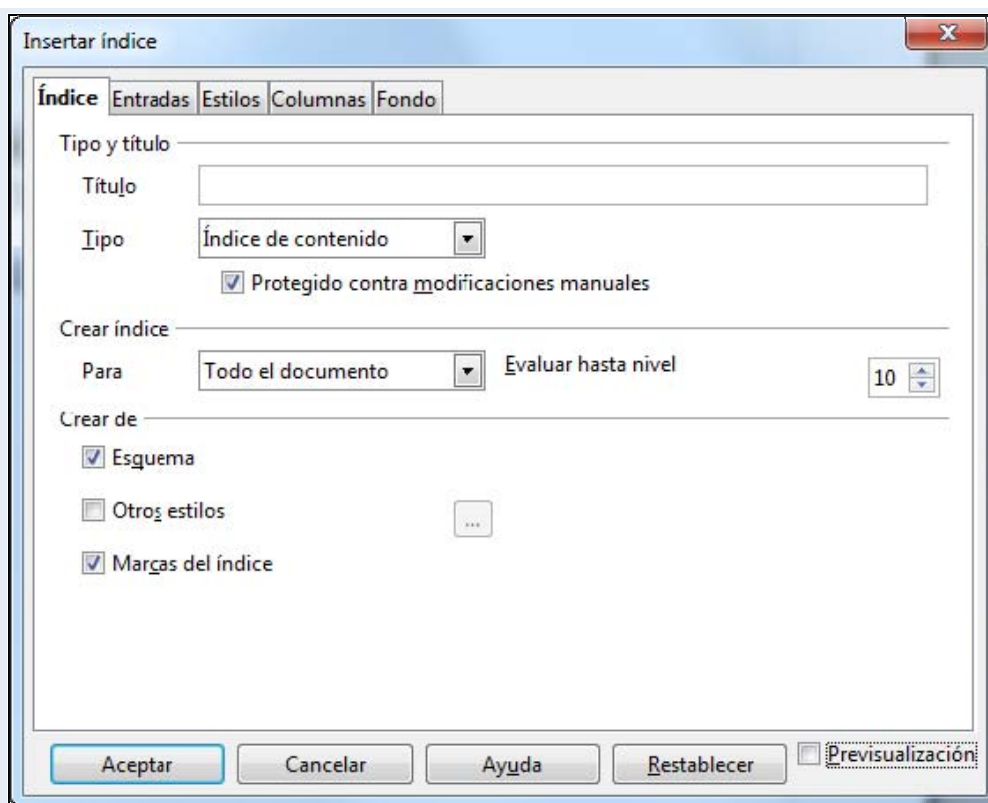 Insertar índice
Índice Entradas Estilos Columnas Fondo
Tipo y título
Título
Tipo Índice de contenido
Protegido contra modificaciones manuales
Crear índice
Para Todo el documento Evaluar hasta nivel 10
Crear de
Esquema
Otros estilos ...
Marcas del índice
Aceptar Cancelar Ayuda Restablecer Previsualización